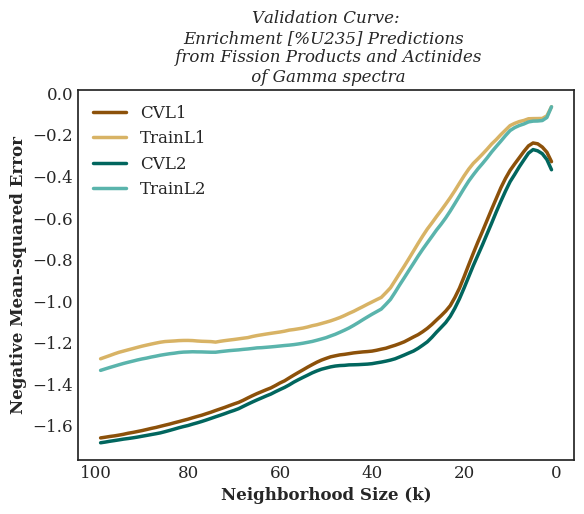 Validation Curve:
Enrichment [%U235] Predictions
from Fission Products and Actinides
of Gamma spectra
Negative Mean-squared Error
0.0
−0.2
−0.4
−0.6
−0.8
−1.0
−1.2
−1.4
−1.6
CVL1
TrainL1
CVL2
TrainL2
100 80 60 40 20 0
Neighborhood Size (k)